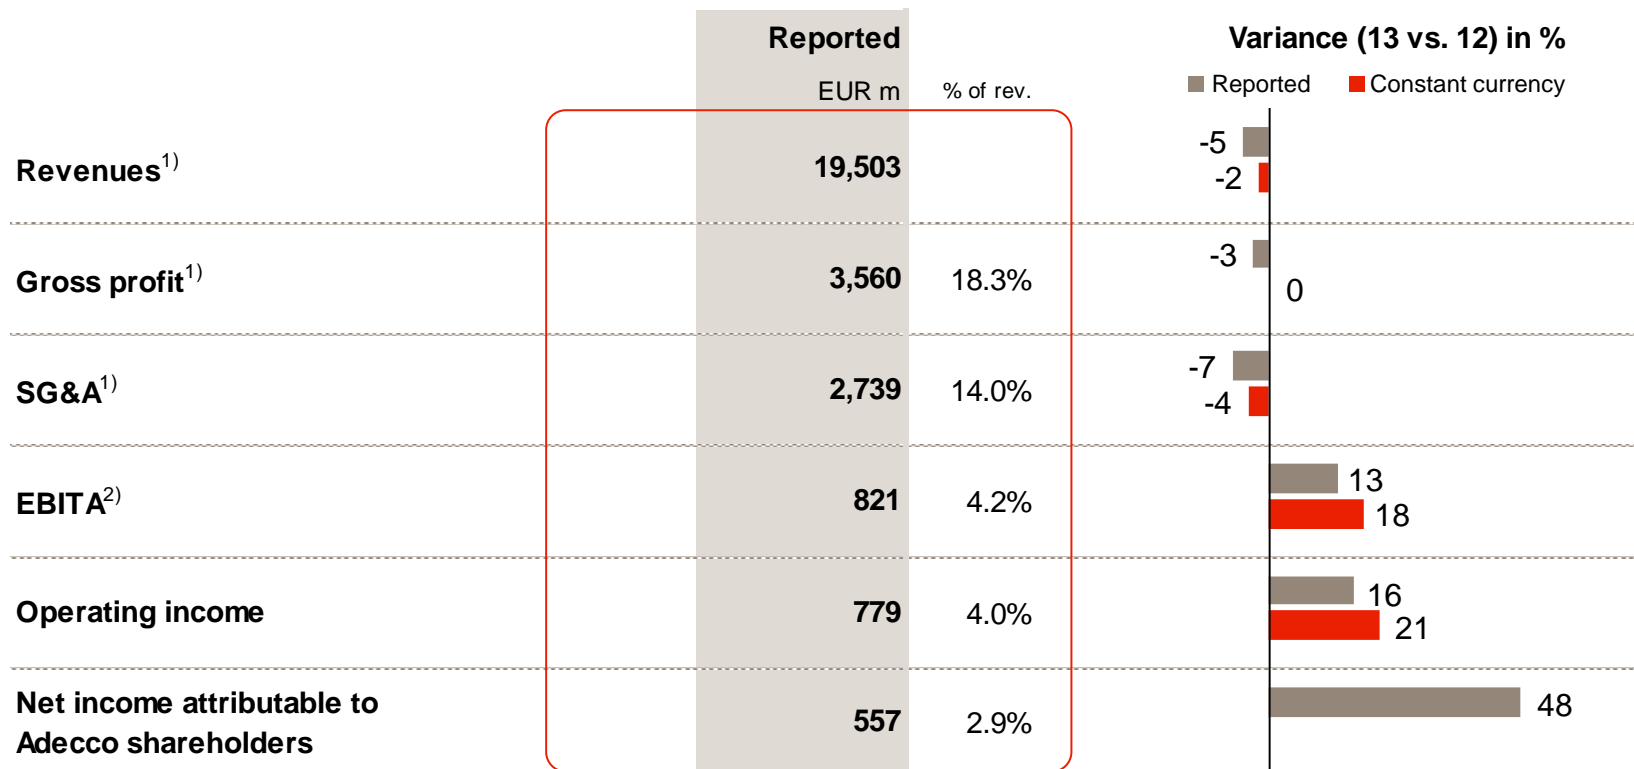 Reported Variance (13 vs. 12) in %
EUR m % of rev. Reported Constant currency
Revenues1) 19,503 -5
-2
Gross profit1) 3,560 18.3% -3
0
SG&A1) 2,739 14.0% -7
-4
EBITA2) 821 4.2% 13
18
Operating income 779 4.0% 16
21
Net income attributable to
Adecco shareholders 557 2.9% 48